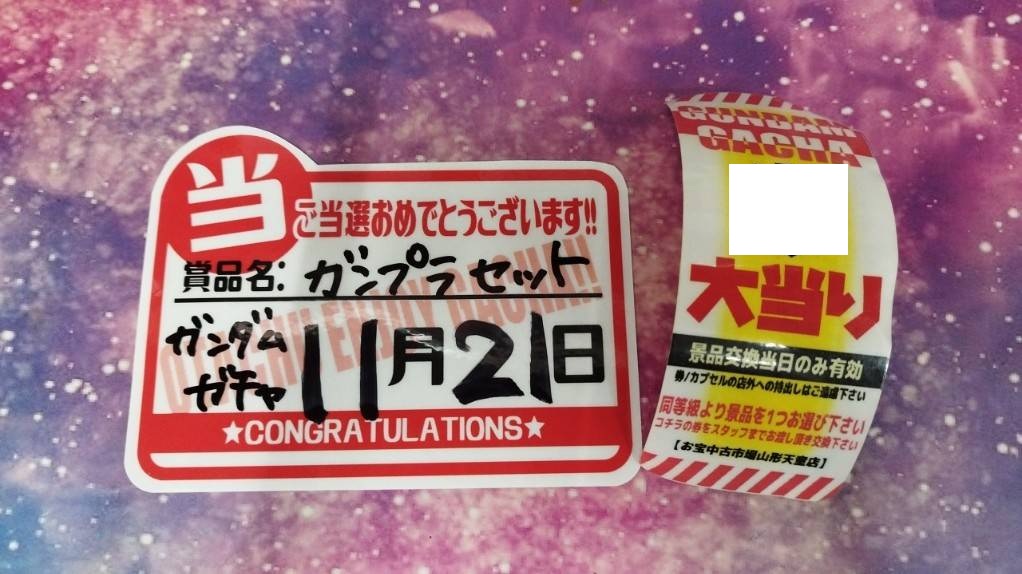 当
ご当選おめでとうございます!!
賞品名: ガンプラセット
ガンダム
ガチャ
11月21日
★CONGRATULATIONS★
GUNDAM
GACHA
大当り
景品交換当日のみ有効
券/カプセルの店外への持出しはご遠慮下さい
同等級より景品を1つお選び下さい
コチラの券をスタッフまでお渡し頂き交換下さい
【お宝中古市場山形天童店】